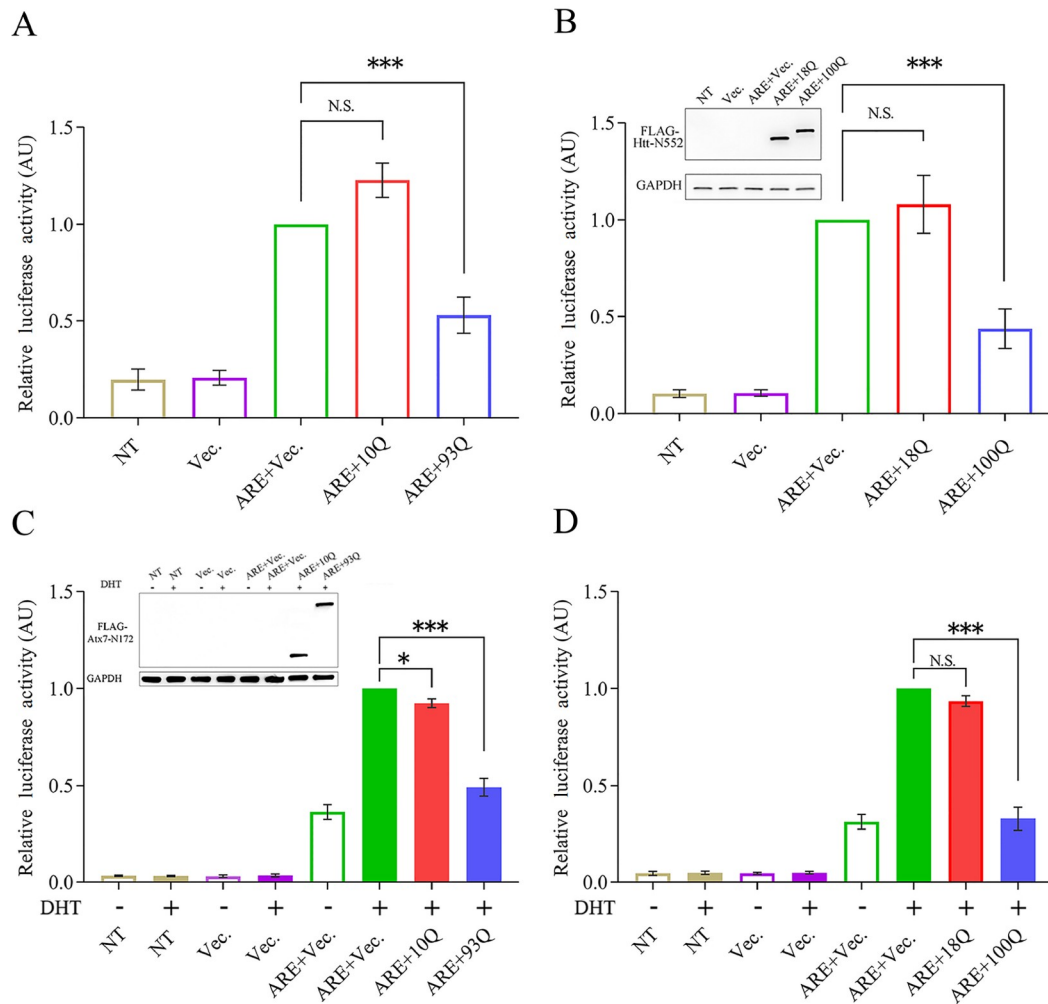 A
Relative luciferase activity (AU)
1.5
1.0
0.5
0.0
***
N.S.
NT
Vec.
ARE+Vec.
ARE+10Q
ARE+93Q
B
Relative luciferase activity (AU)
1.5
1.0
0.5
0.0
NT
Vec.
ARE+Vec.
ARE+18Q
ARE+100Q
FLAG-
Htt-N552
GAPDH
***
N.S.
NT
Vec.
ARE+Vec.
ARE+18Q
ARE+100Q
C
Relative luciferase activity (AU)
1.5
1.0
0.5
0.0
NT
NT
Vec.
Vec.
ARE+Vec.
ARE+Vec.
ARE+10Q
ARE+93Q
DHT - + - + - + + +
FLAG-
Atx7-N172
GAPDH
***
*
DHT - + - + - + + +
NT
NT
Vec.
Vec.
ARE+Vec.
ARE+Vec.
ARE+10Q
ARE+93Q
D
Relative luciferase activity (AU)
1.5
1.0
0.5
0.0
***
N.S.
DHT - + - + - + + +
NT
NT
Vec.
Vec.
ARE+Vec.
ARE+Vec.
ARE+18Q
ARE+100Q